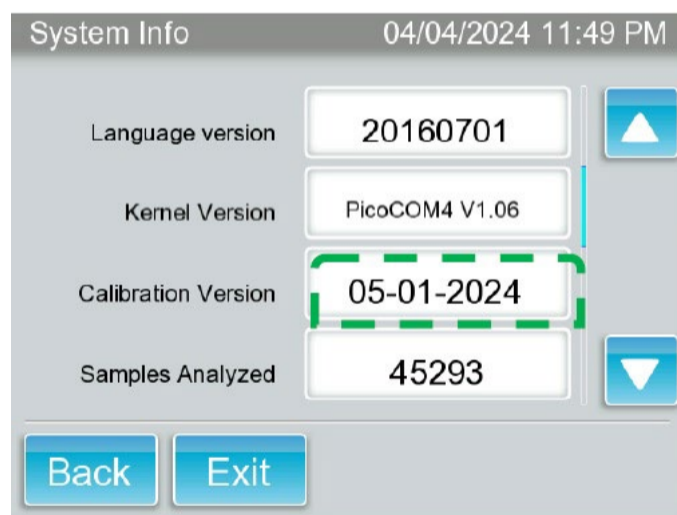 System Info 04/04/2024 11:49 PM
Language version 20160701
Kernel Version PicoCOM4 V1.06
Calibration Version 05-01-2024
Samples Analyzed 45293
Back Exit